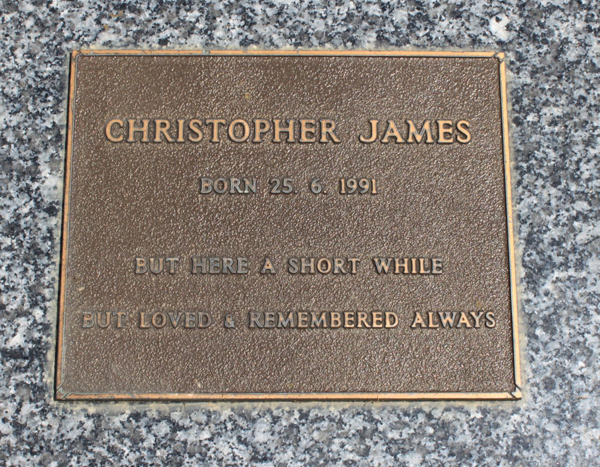 CHRISTOPHER JAMES
BORN 25. 6. 1991
BUT HERE A SHORT WHILE
BUT LOVED & REMEMBERED ALWAYS